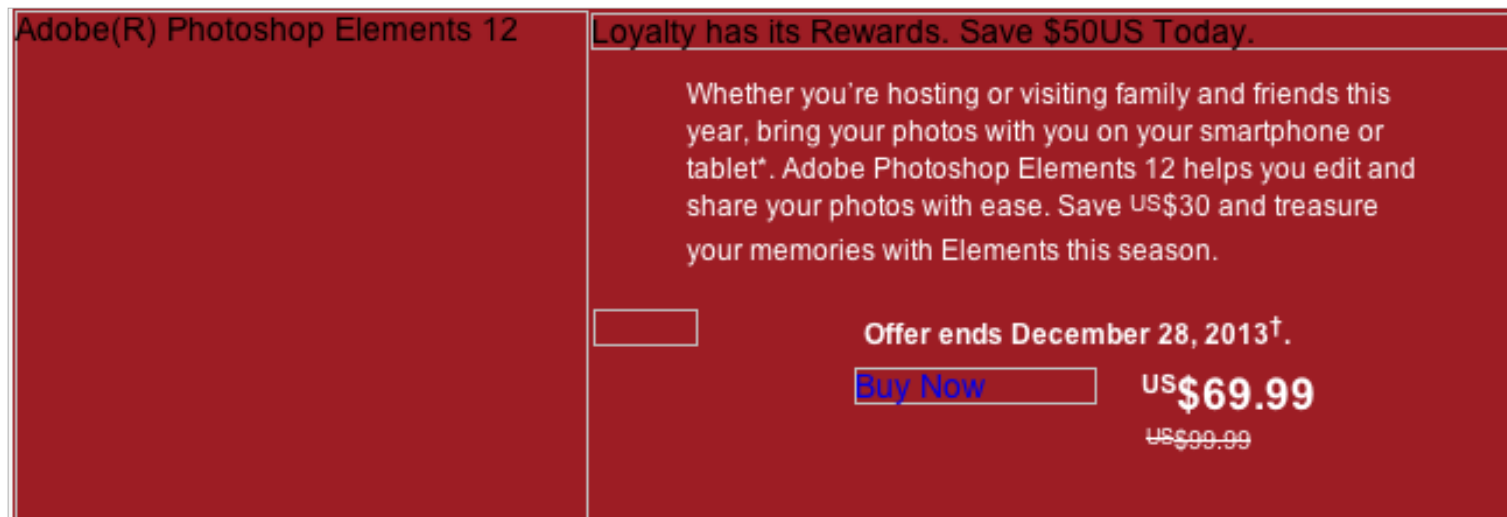 Adobe(R) Photoshop Elements 12
Loyalty has its Rewards. Save $50US Today.
Whether you’re hosting or visiting family and friends this
year, bring your photos with you on your smartphone or
tablet*. Adobe Photoshop Elements 12 helps you edit and
share your photos with ease. Save US$30 and treasure
your memories with Elements this season.
Offer ends December 28, 2013†.
Buy Now
US$69.99
US$99.99